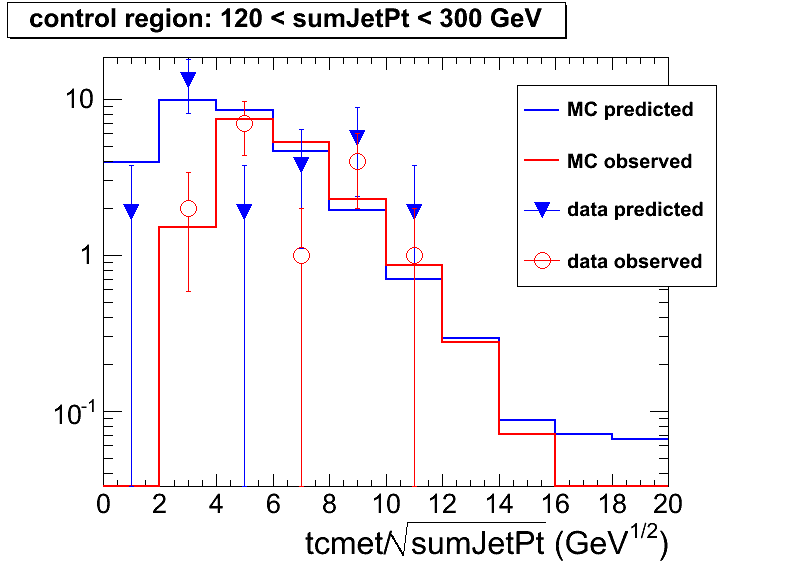 control region: 120 < sumJetPt < 300 GeV
10
1
10⁻¹
MC predicted
MC observed
data predicted
data observed
0 2 4 6 8 10 12 14 16 18 20
tcmet/√sumJetPt (GeV^1/2)